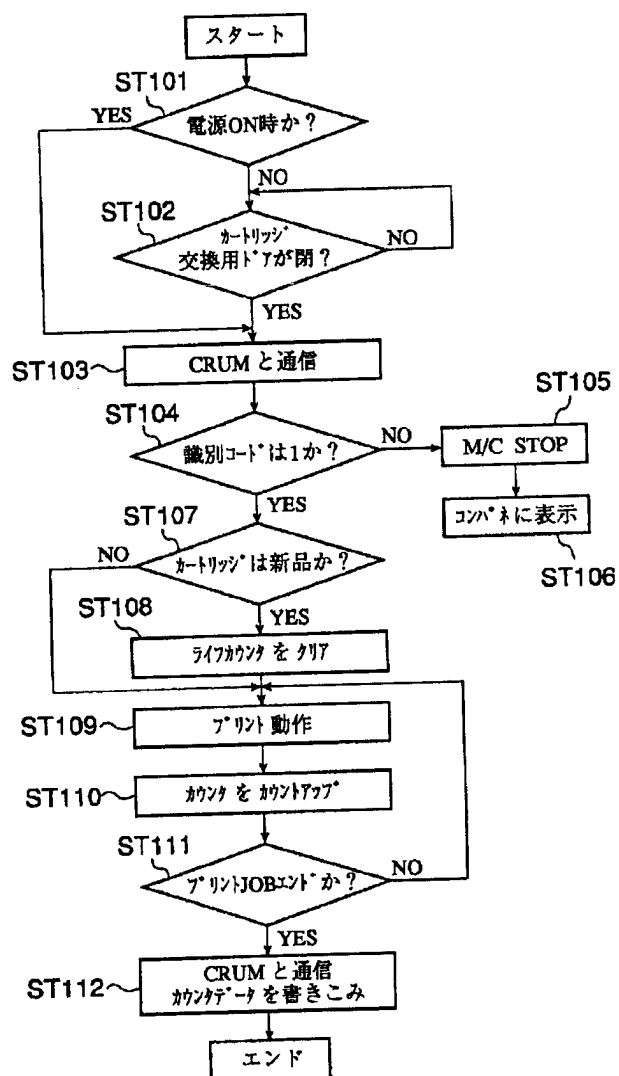 スタート
ST101
YES
電源ON時か?
NO
ST102
カートリッジ
交換用ドアが閉?
NO
YES
ST103
CRUMと通信
ST104
識別コードは1か?
NO
ST105
M/C STOP
YES
コンパネに表示
ST106
ST107
NO
カートリッジは新品か?
YES
ST108
ライフカウンタをクリア
ST109
プリント動作
ST110
カウンタをカウントアップ
ST111
プリントJOBエンドか?
NO
YES
ST112
CRUMと通信
カウンタデータを書きこみ
エンド